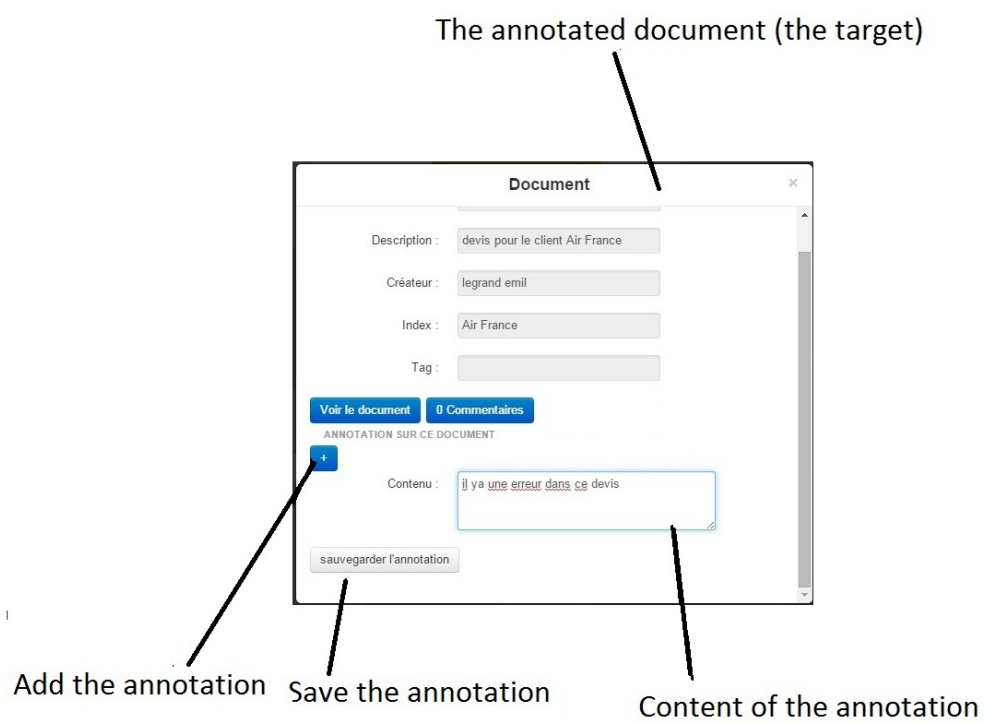 The annotated document (the target)
Document ×
Description : devis pour le client Air France
Créateur : legrand emil
Index : Air France
Tag :
Voir le document 0 Commentaires
ANNOTATION SUR CE DOCUMENT
+
Contenu : il ya une erreur dans ce devis
sauvegarder l'annotation
Add the annotation Save the annotation Content of the annotation